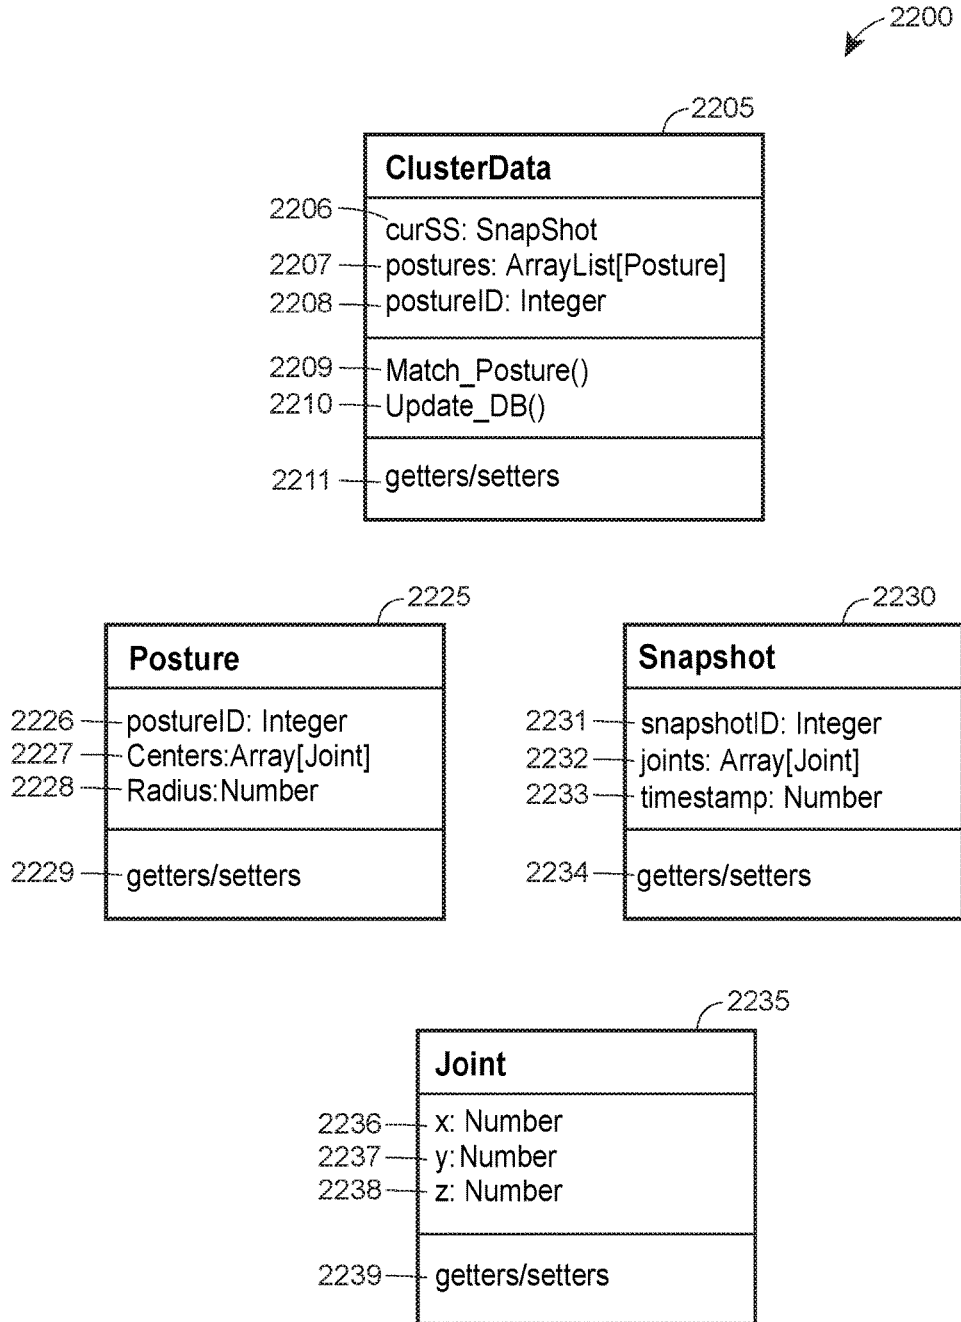 2200
2205
ClusterData
2206 curSS: SnapShot
2207 postures: ArrayList[Posture]
2208 postureID: Integer
2209 Match_Posture()
2210 Update_DB()
2211 getters/setters
2225
Posture
2226 postureID: Integer
2227 Centers:Array[Joint]
2228 Radius:Number
2229 getters/setters
2230
Snapshot
2231 snapshotID: Integer
2232 joints: Array[Joint]
2233 timestamp: Number
2234 getters/setters
2235
Joint
2236 x: Number
2237 y:Number
2238 z: Number
2239 getters/setters